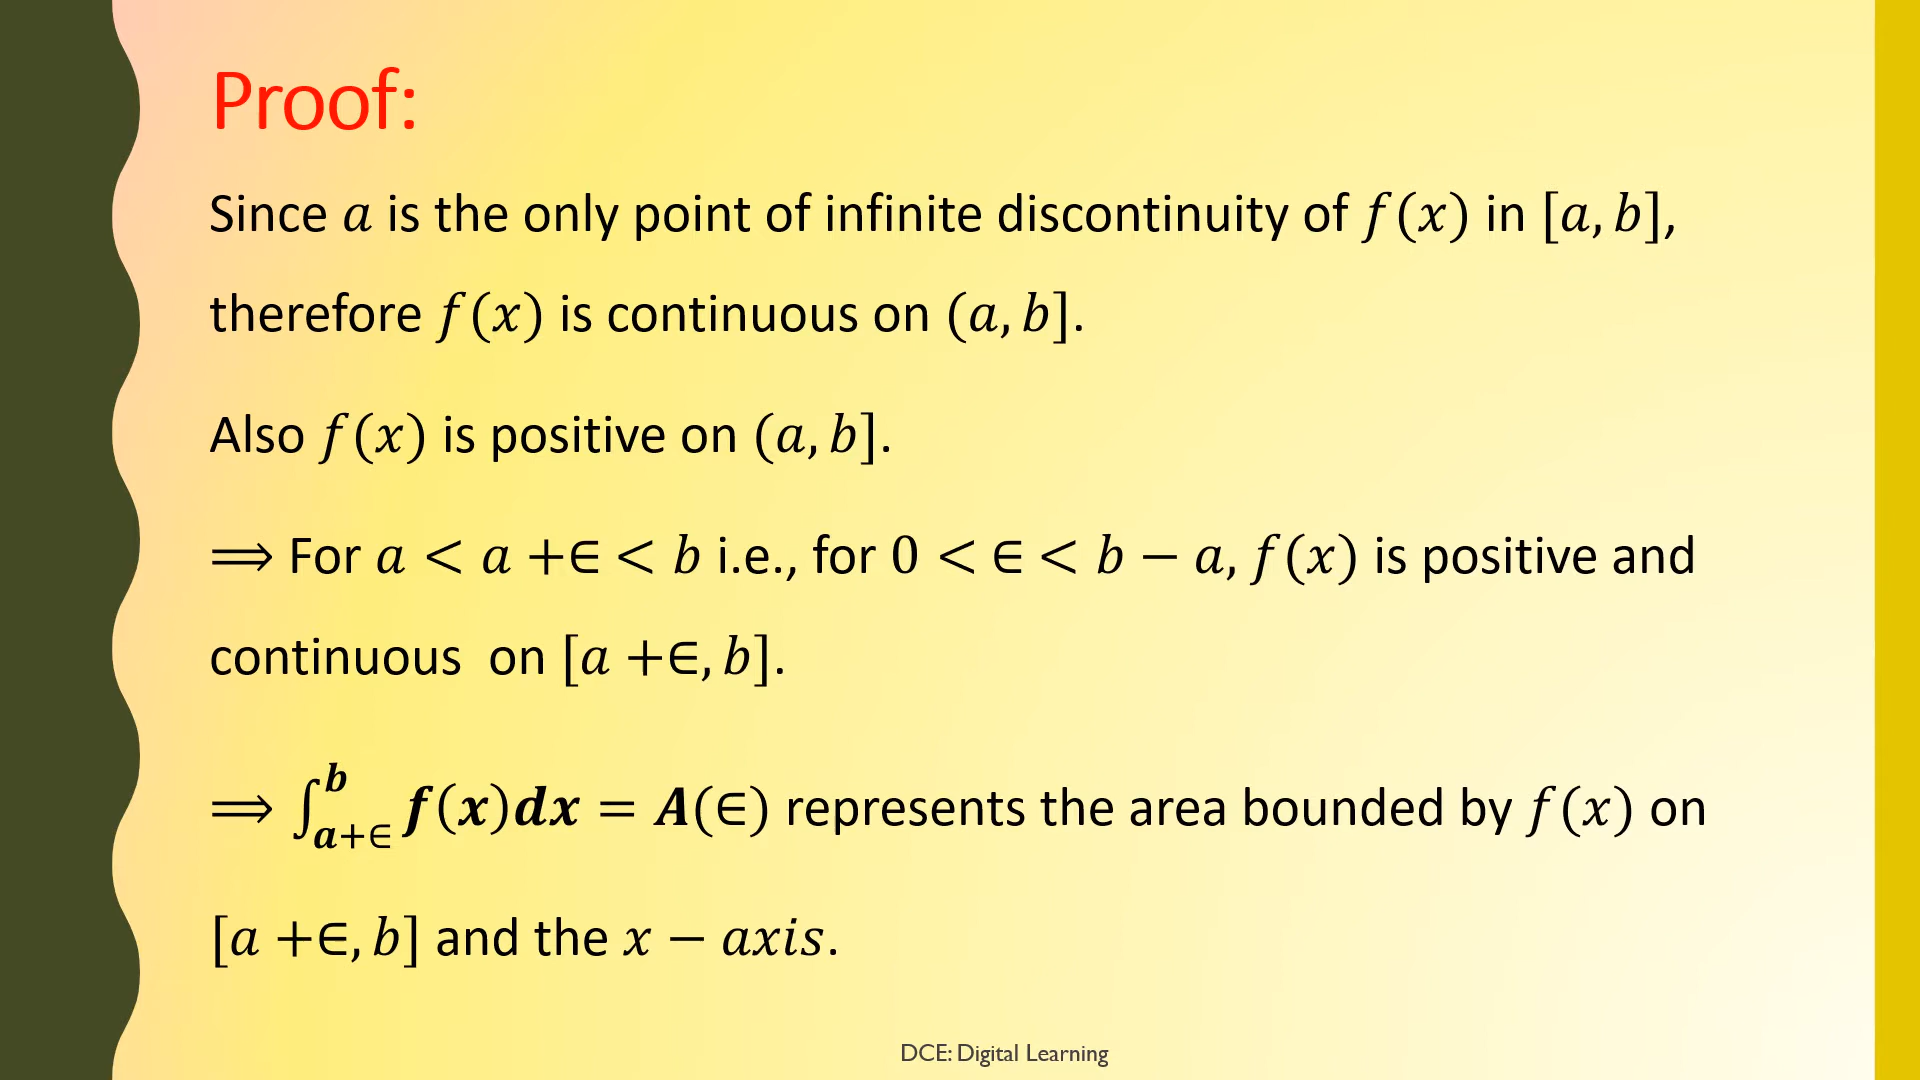 Proof:
Since 𝑎 is the only point of infinite discontinuity of 𝑓(𝑥) in [𝑎, 𝑏],
therefore 𝑓(𝑥) is continuous on (𝑎, 𝑏].
Also 𝑓(𝑥) is positive on (𝑎, 𝑏].
⟹ For 𝑎 < 𝑎 +∈ < 𝑏 i.e., for 0 < ∈ < 𝑏 − 𝑎, 𝑓(𝑥) is positive and
continuous on [𝑎 +∈, 𝑏].
⟹ ∫_{𝒂+∈}^{𝒃} 𝒇(𝒙)𝒅𝒙 = 𝑨(∈) represents the area bounded by 𝑓(𝑥) on
[𝑎 +∈, 𝑏] and the 𝑥 − 𝑎𝑥𝑖𝑠.
DCE: Digital Learning